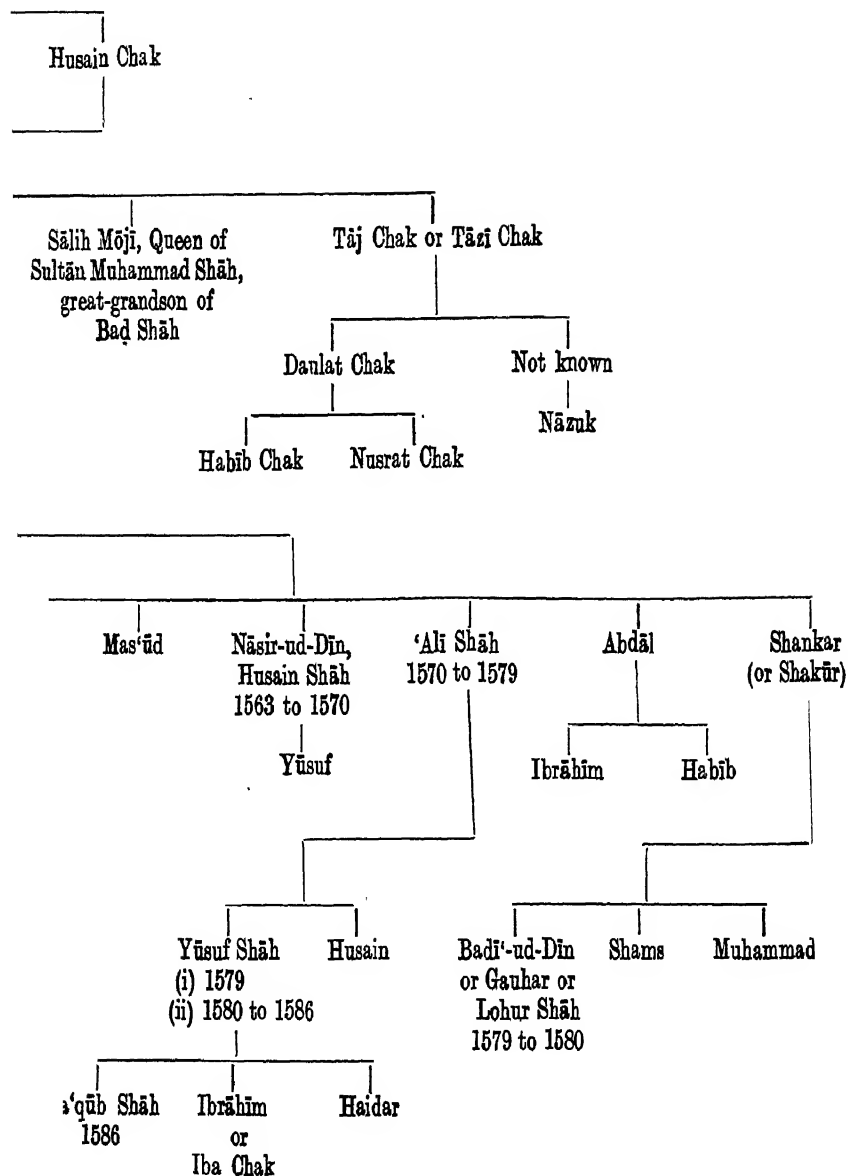 Husain Chak
Sālih Mōjī, Queen of
Sultān Muhammad Shāh,
great-grandson of
Baḍ Shāh
Tāj Chak or Tāzī Chak
Daulat Chak
Not known
Nāzuk
Habīb Chak
Nusrat Chak
Mas‘ūd
Nāsir-ud-Dīn,
Husain Shāh
1563 to 1570
‘Alī Shāh
1570 to 1579
Abdāl
Shankar
(or Shakūr)
Yūsuf
Ibrāhīm
Habīb
Yūsuf Shāh
(i) 1579
(ii) 1580 to 1586
Husain
Badī‘-ud-Dīn
or Gauhar or
Lohur Shāh
1579 to 1580
Shams
Muhammad
a‘qūb Shāh
1586
Ibrāhīm
or
Iba Chak
Haidar